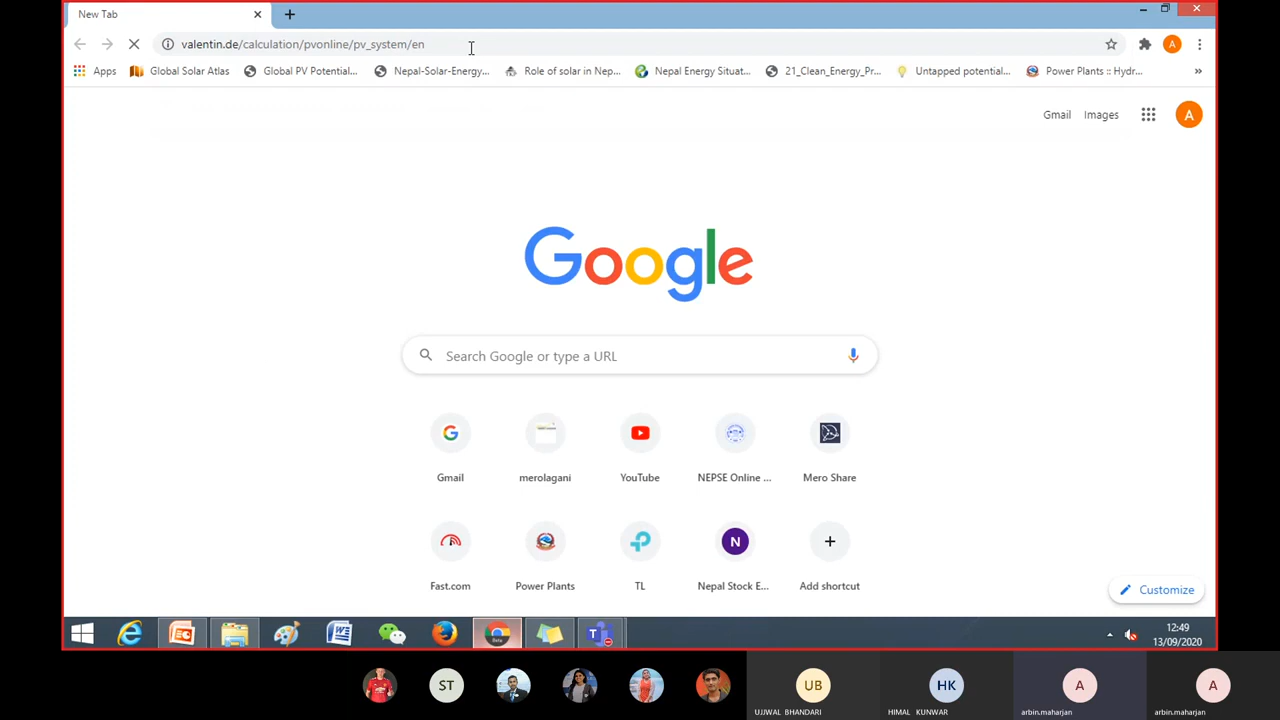 New Tab
valentin.de/calculation/pvonline/pv_system/en
A
Apps
Global Solar Atlas
Global PV Potential...
Nepal-Solar-Energy...
Role of solar in Nep...
Nepal Energy Situat...
21_Clean_Energy_Pr...
Untapped potential...
Power Plants :: Hydr...
»
Gmail
Images
A
Google
Search Google or type a URL
Gmail
merolagani
YouTube
NEPSE Online ...
Mero Share
N
Fast.com
Power Plants
TL
Nepal Stock E...
Add shortcut
Customize
12:49
13/09/2020
ST
UB
HK
A
A
UJJWAL BHANDARI
HIMAL KUNWAR
arbin.maharjan
arbin.maharjan